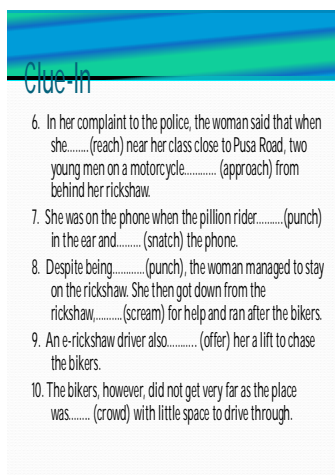 Clue-In
6. In her complaint to the police, the woman said that when
she........(reach) near her class close to Pusa Road, two
young men on a motorcycle............ (approach) from
behind her rickshaw.
7. She was on the phone when the pillion rider..........(punch)
in the ear and......... (snatch) the phone.
8. Despite being............(punch), the woman managed to stay
on the rickshaw. She then got down from the
rickshaw,..........(scream) for help and ran after the bikers.
9. An e-rickshaw driver also........... (offer) her a lift to chase
the bikers.
10. The bikers, however, did not get very far as the place
was........ (crowd) with little space to drive through.